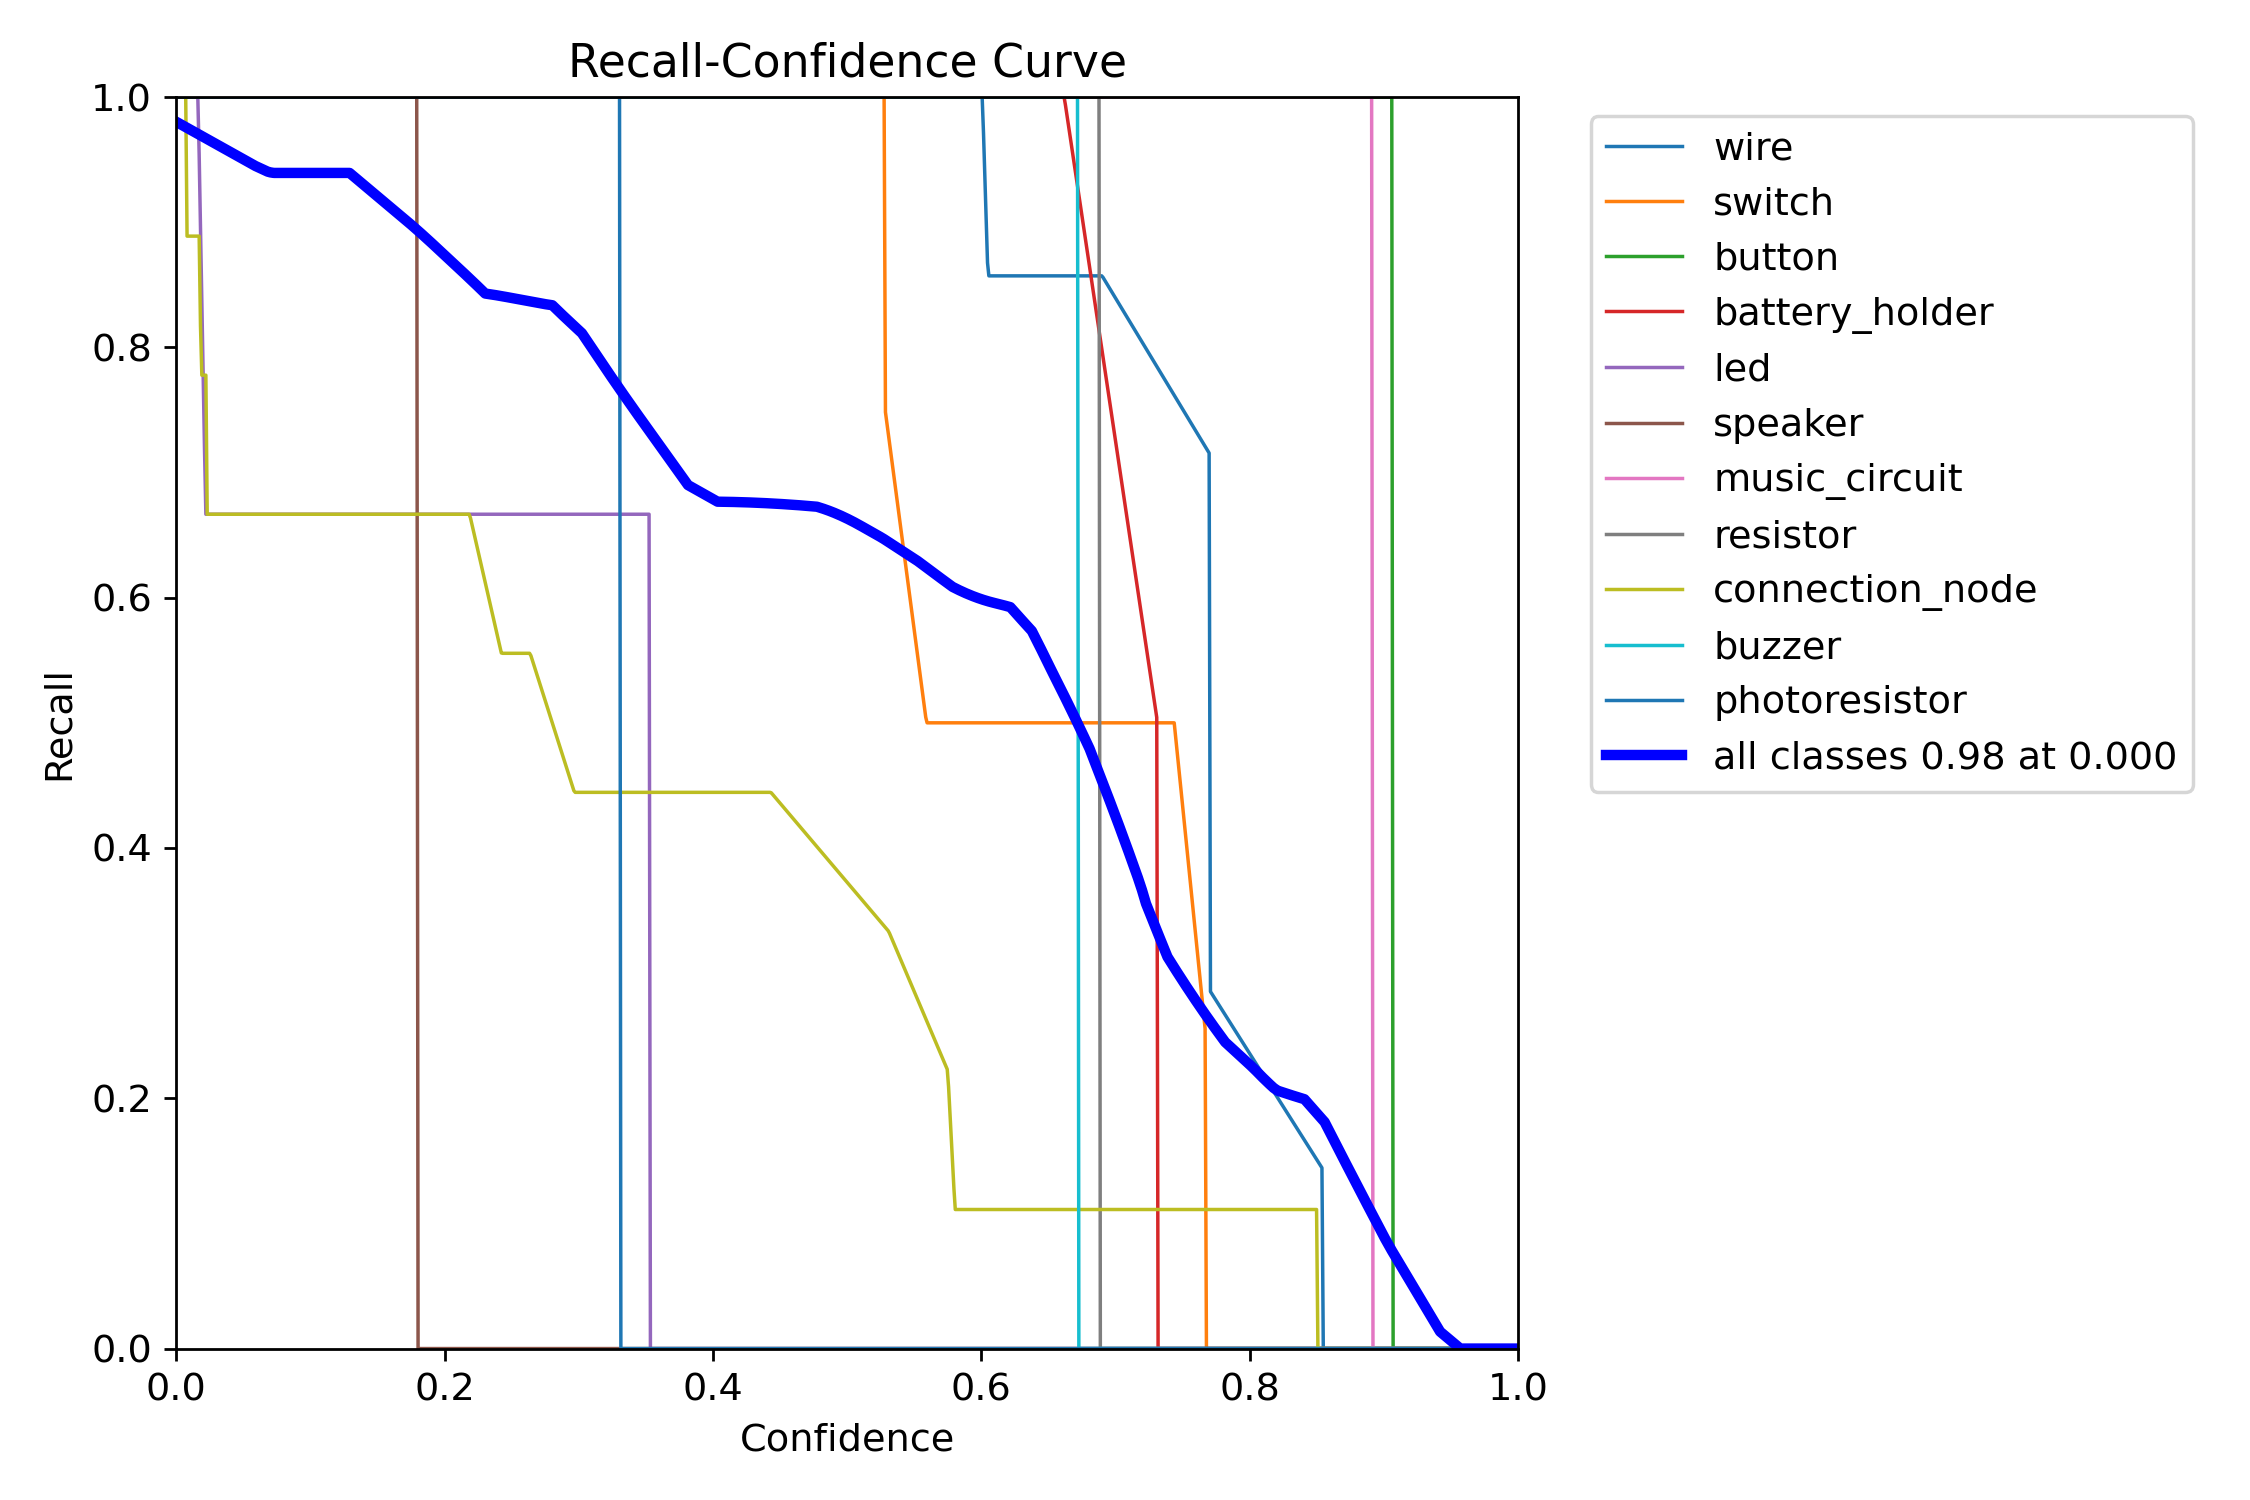 Recall-Confidence Curve
1.0
0.8
0.6
0.4
0.2
0.0
Recall
0.0 0.2 0.4 0.6 0.8 1.0
Confidence
wire
switch
button
battery_holder
led
speaker
music_circuit
resistor
connection_node
buzzer
photoresistor
all classes 0.98 at 0.000